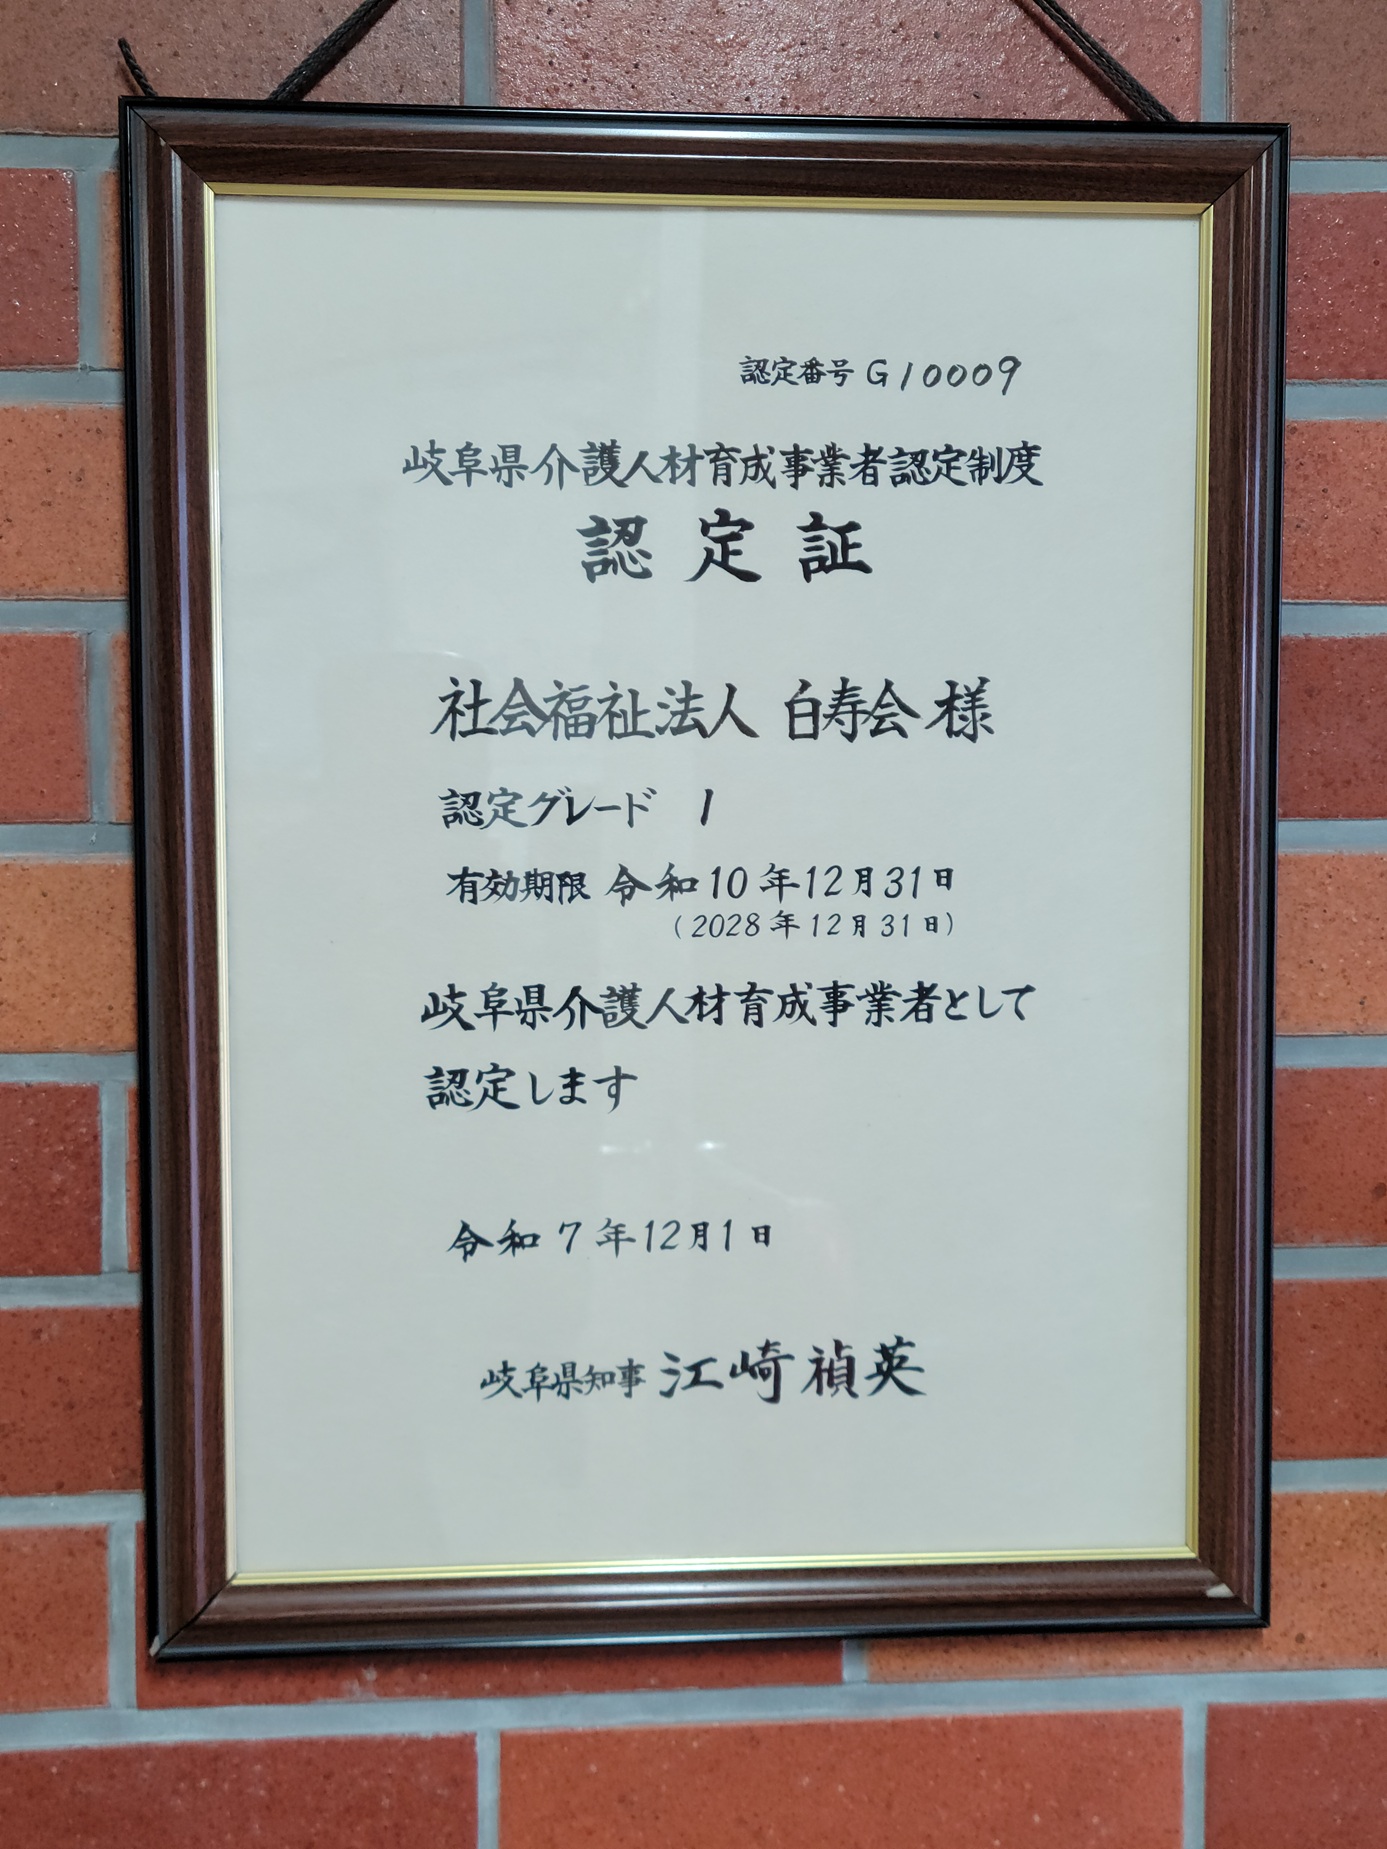 認定番号 G10009
岐阜県介護人材育成事業者認定制度
認定証
社会福祉法人 白寿会 様
認定グレード 1
有効期限 令和10年12月31日
(2028年12月31日)
岐阜県介護人材育成事業者として
認定します
令和7年12月1日
岐阜県知事 江崎禎英